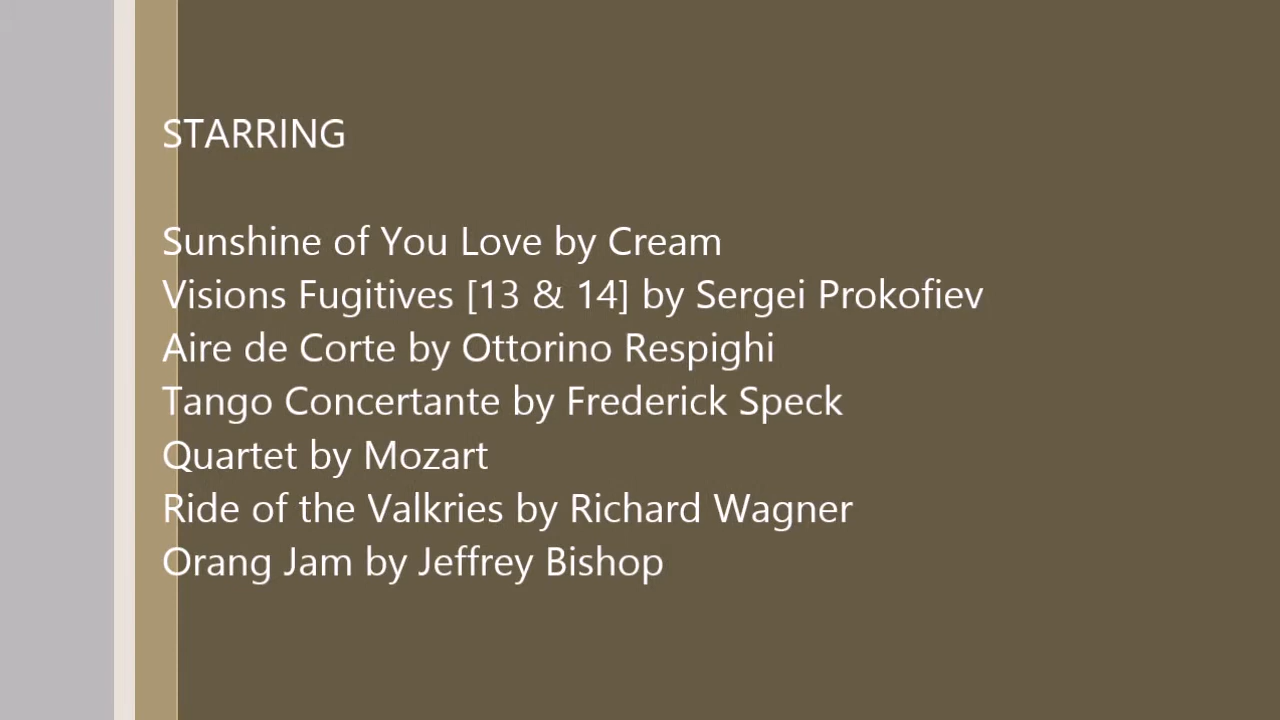 STARRING
Sunshine of You Love by Cream
Visions Fugitives [13 & 14] by Sergei Prokofiev
Aire de Corte by Ottorino Respighi
Tango Concertante by Frederick Speck
Quartet by Mozart
Ride of the Valkries by Richard Wagner
Orang Jam by Jeffrey Bishop